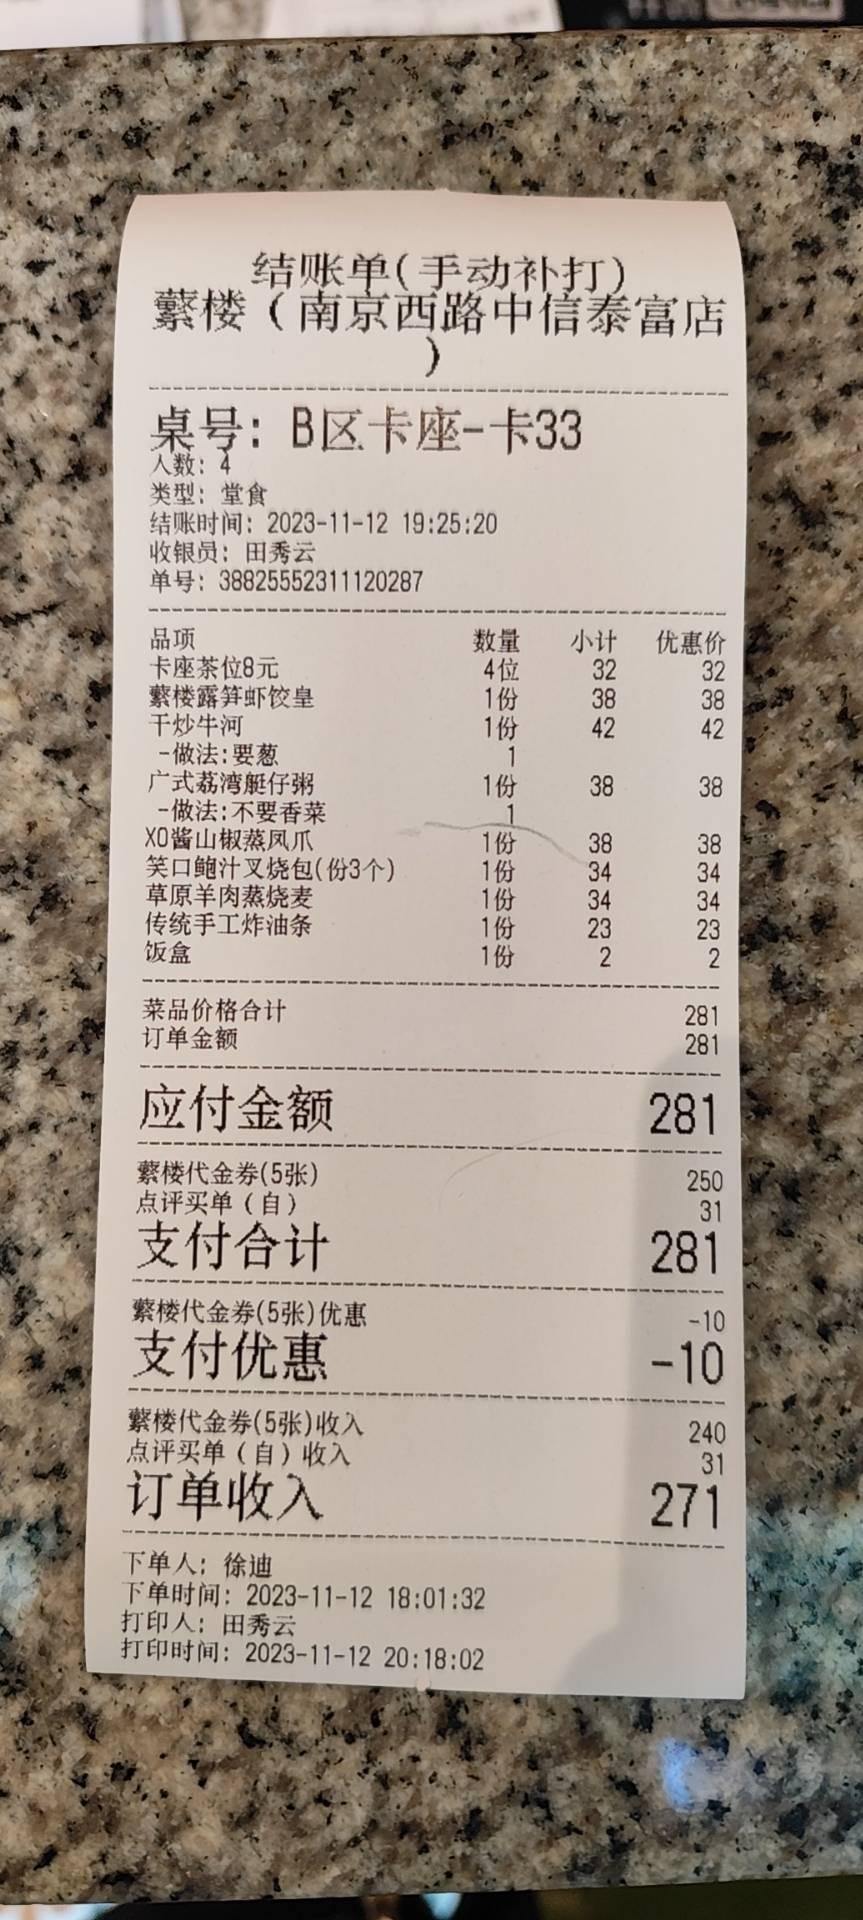 结账单(手动补打)
蘩楼(南京西路中信泰富店
)
桌号: B区卡座-卡33
人数: 4
类型: 堂食
结账时间: 2023-11-12 19:25:20
收银员: 田秀云
单号: 38825552311120287
品项 数量 小计 优惠价
卡座茶位8元 4位 32 32
蘩楼露笋虾饺皇 1份 38 38
干炒牛河 1份 42 42
-做法:要葱 1
广式荔湾艇仔粥 1份 38 38
-做法:不要香菜 1
XO酱山椒蒸凤爪 1份 38 38
笑口鲍汁叉烧包(份3个) 1份 34 34
草原羊肉蒸烧麦 1份 34 34
传统手工炸油条 1份 23 23
饭盒 1份 2 2
菜品价格合计 281
订单金额 281
应付金额 281
蘩楼代金券(5张) 250
点评买单(自) 31
支付合计 281
蘩楼代金券(5张)优惠 -10
支付优惠 -10
蘩楼代金券(5张)收入 240
点评买单(自)收入 31
订单收入 271
下单人: 徐迪
下单时间: 2023-11-12 18:01:32
打印人: 田秀云
打印时间: 2023-11-12 20:18:02